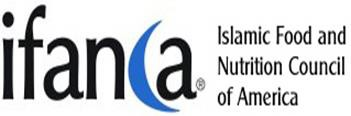 ifanca®
Islamic Food and
Nutrition Council
of America